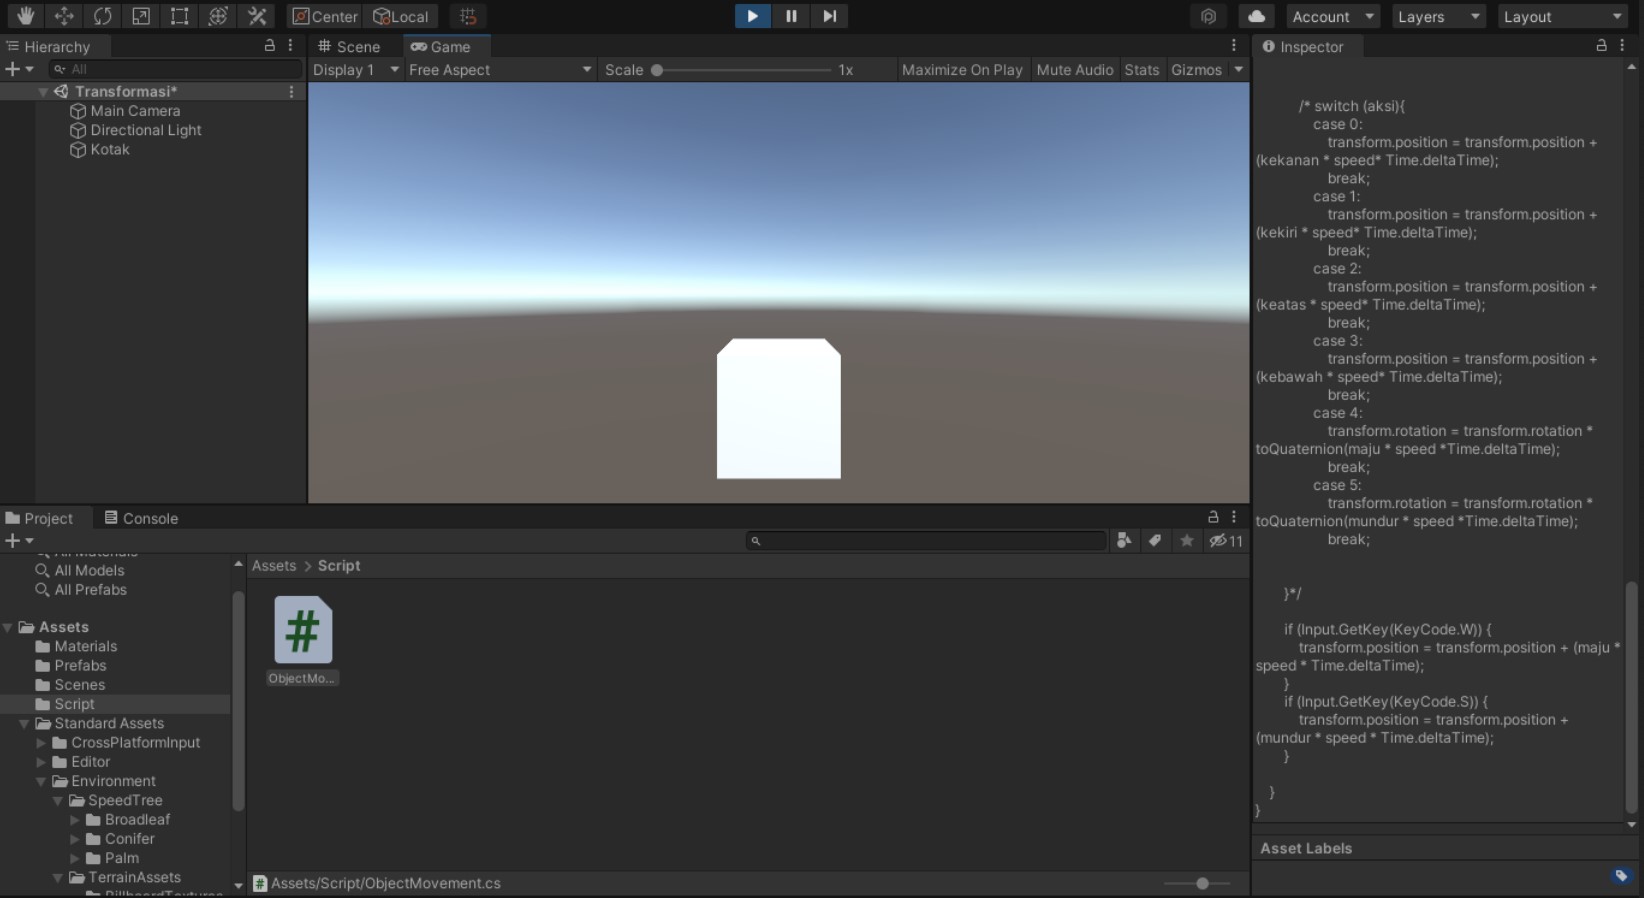 Center
Local
Account
Layers
Layout
Hierarchy
All
Transformasi*
Main Camera
Directional Light
Kotak
Scene
Game
Display 1
Free Aspect
Scale
1x
Maximize On Play
Mute Audio
Stats
Gizmos
Inspector
/* switch (aksi){
case 0:
transform.position = transform.position +
(kekanan * speed* Time.deltaTime);
break;
case 1:
transform.position = transform.position +
(kekiri * speed* Time.deltaTime);
break;
case 2:
transform.position = transform.position +
(keatas * speed* Time.deltaTime);
break;
case 3:
transform.position = transform.position +
(kebawah * speed* Time.deltaTime);
break;
case 4:
transform.rotation = transform.rotation *
toQuaternion(maju * speed *Time.deltaTime);
break;
case 5:
transform.rotation = transform.rotation *
toQuaternion(mundur * speed *Time.deltaTime);
break;
}*/
if (Input.GetKey(KeyCode.W)) {
transform.position = transform.position + (maju *
speed * Time.deltaTime);
}
if (Input.GetKey(KeyCode.S)) {
transform.position = transform.position +
(mundur * speed * Time.deltaTime);
}
}
}
Asset Labels
Project
Console
11
All Materials
All Models
All Prefabs
Assets
Materials
Prefabs
Scenes
Script
Standard Assets
CrossPlatformInput
Editor
Environment
SpeedTree
Broadleaf
Conifer
Palm
TerrainAssets
BillboardTextures
Assets > Script
#
ObjectMo...
Assets/Script/ObjectMovement.cs